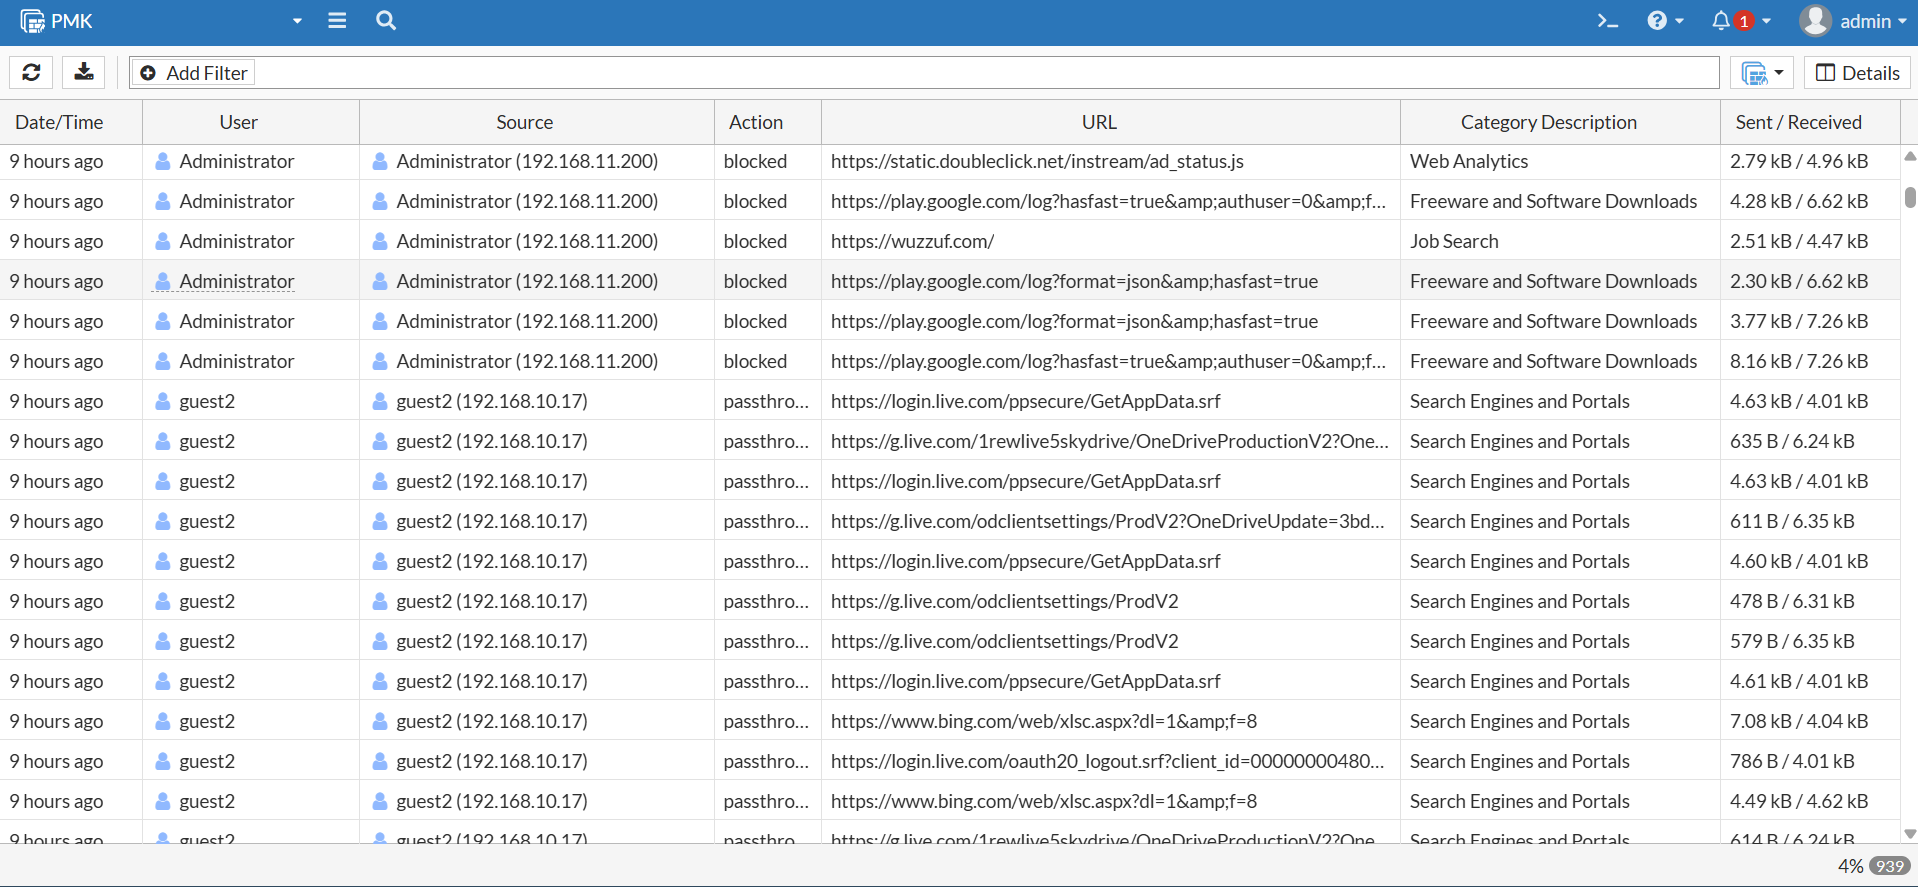 PMK
1
admin
Add Filter
Details
Date/Time User Source Action URL Category Description Sent / Received
9 hours ago Administrator Administrator (192.168.11.200) blocked https://static.doubleclick.net/instream/ad_status.js Web Analytics 2.79 kB / 4.96 kB
9 hours ago Administrator Administrator (192.168.11.200) blocked https://play.google.com/log?hasfast=true&amp;authuser=0&amp;f... Freeware and Software Downloads 4.28 kB / 6.62 kB
9 hours ago Administrator Administrator (192.168.11.200) blocked https://wuzzuf.com/ Job Search 2.51 kB / 4.47 kB
9 hours ago Administrator Administrator (192.168.11.200) blocked https://play.google.com/log?format=json&amp;hasfast=true Freeware and Software Downloads 2.30 kB / 6.62 kB
9 hours ago Administrator Administrator (192.168.11.200) blocked https://play.google.com/log?format=json&amp;hasfast=true Freeware and Software Downloads 3.77 kB / 7.26 kB
9 hours ago Administrator Administrator (192.168.11.200) blocked https://play.google.com/log?hasfast=true&amp;authuser=0&amp;f... Freeware and Software Downloads 8.16 kB / 7.26 kB
9 hours ago guest2 guest2 (192.168.10.17) passthro... https://login.live.com/ppsecure/GetAppData.srf Search Engines and Portals 4.63 kB / 4.01 kB
9 hours ago guest2 guest2 (192.168.10.17) passthro... https://g.live.com/1rewlive5skydrive/OneDriveProductionV2?One... Search Engines and Portals 635 B / 6.24 kB
9 hours ago guest2 guest2 (192.168.10.17) passthro... https://login.live.com/ppsecure/GetAppData.srf Search Engines and Portals 4.63 kB / 4.01 kB
9 hours ago guest2 guest2 (192.168.10.17) passthro... https://g.live.com/odclientsettings/ProdV2?OneDriveUpdate=3bd... Search Engines and Portals 611 B / 6.35 kB
9 hours ago guest2 guest2 (192.168.10.17) passthro... https://login.live.com/ppsecure/GetAppData.srf Search Engines and Portals 4.60 kB / 4.01 kB
9 hours ago guest2 guest2 (192.168.10.17) passthro... https://g.live.com/odclientsettings/ProdV2 Search Engines and Portals 478 B / 6.31 kB
9 hours ago guest2 guest2 (192.168.10.17) passthro... https://g.live.com/odclientsettings/ProdV2 Search Engines and Portals 579 B / 6.35 kB
9 hours ago guest2 guest2 (192.168.10.17) passthro... https://login.live.com/ppsecure/GetAppData.srf Search Engines and Portals 4.61 kB / 4.01 kB
9 hours ago guest2 guest2 (192.168.10.17) passthro... https://www.bing.com/web/xlsc.aspx?dl=1&amp;f=8 Search Engines and Portals 7.08 kB / 4.04 kB
9 hours ago guest2 guest2 (192.168.10.17) passthro... https://login.live.com/oauth20_logout.srf?client_id=00000000480... Search Engines and Portals 786 B / 4.01 kB
9 hours ago guest2 guest2 (192.168.10.17) passthro... https://www.bing.com/web/xlsc.aspx?dl=1&amp;f=8 Search Engines and Portals 4.49 kB / 4.62 kB
9 hours ago guest2 guest2 (192.168.10.17) passthro... https://g.live.com/1rewlive5skydrive/OneDriveProductionV2?One... Search Engines and Portals 614 B / 6.24 kB
4% 939